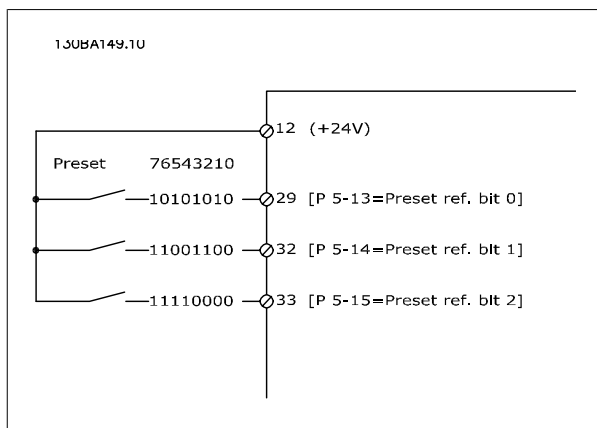 130BA149.10
12 (+24V)
Preset 76543210
10101010 29 [P 5-13=Preset ref. bit 0]
11001100 32 [P 5-14=Preset ref. bit 1]
11110000 33 [P 5-15=Preset ref. bit 2]